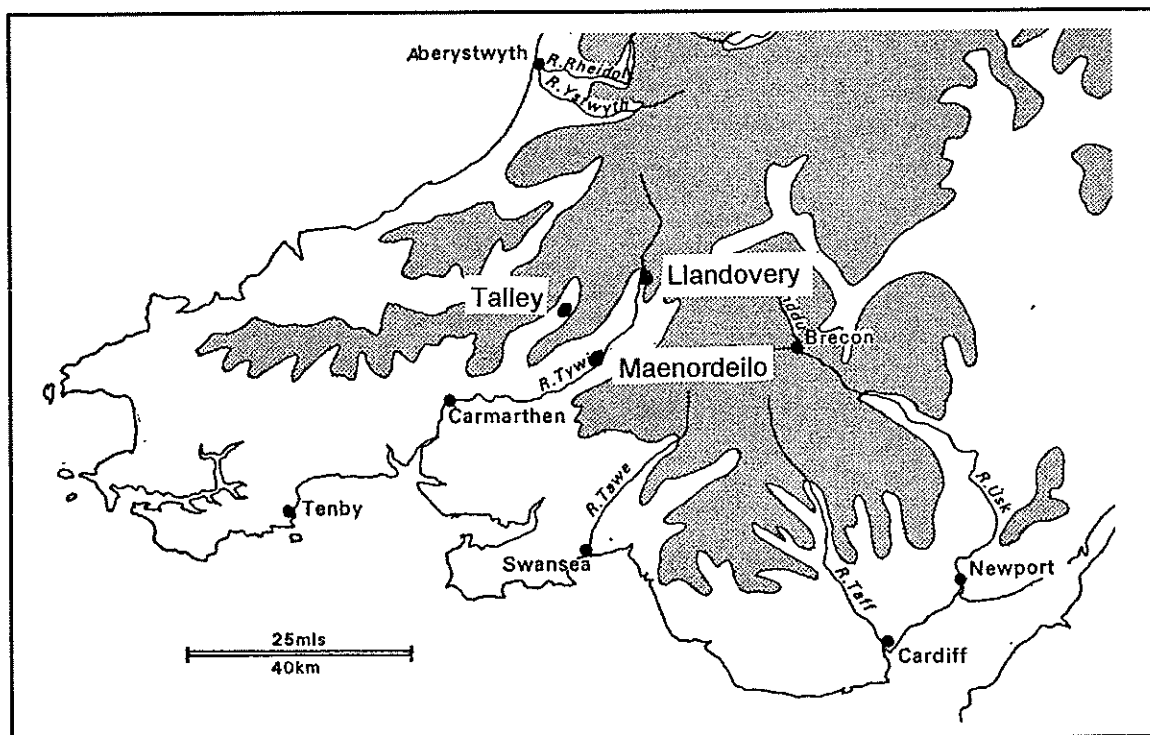 Aberystwyth
R.Rheidol
R.Ystwyth
Llandovery
Talley
Brecon
R.Tywi
Maenordeilo
Carmarthen
R.Tawe
R.Usk
Tenby
Swansea
Newport
R.Taff
25mls
40km
Cardiff